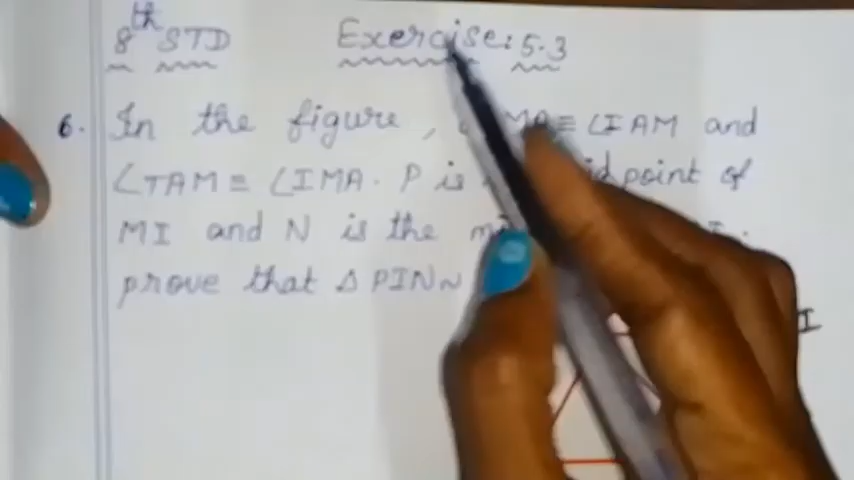 8th STD Exercise: 5.3
6. In the figure, MA ≡ ∠IAM and
∠TAM ≡ ∠IMA. P is point of
MI and N is the
prove that Δ PIN ~
I